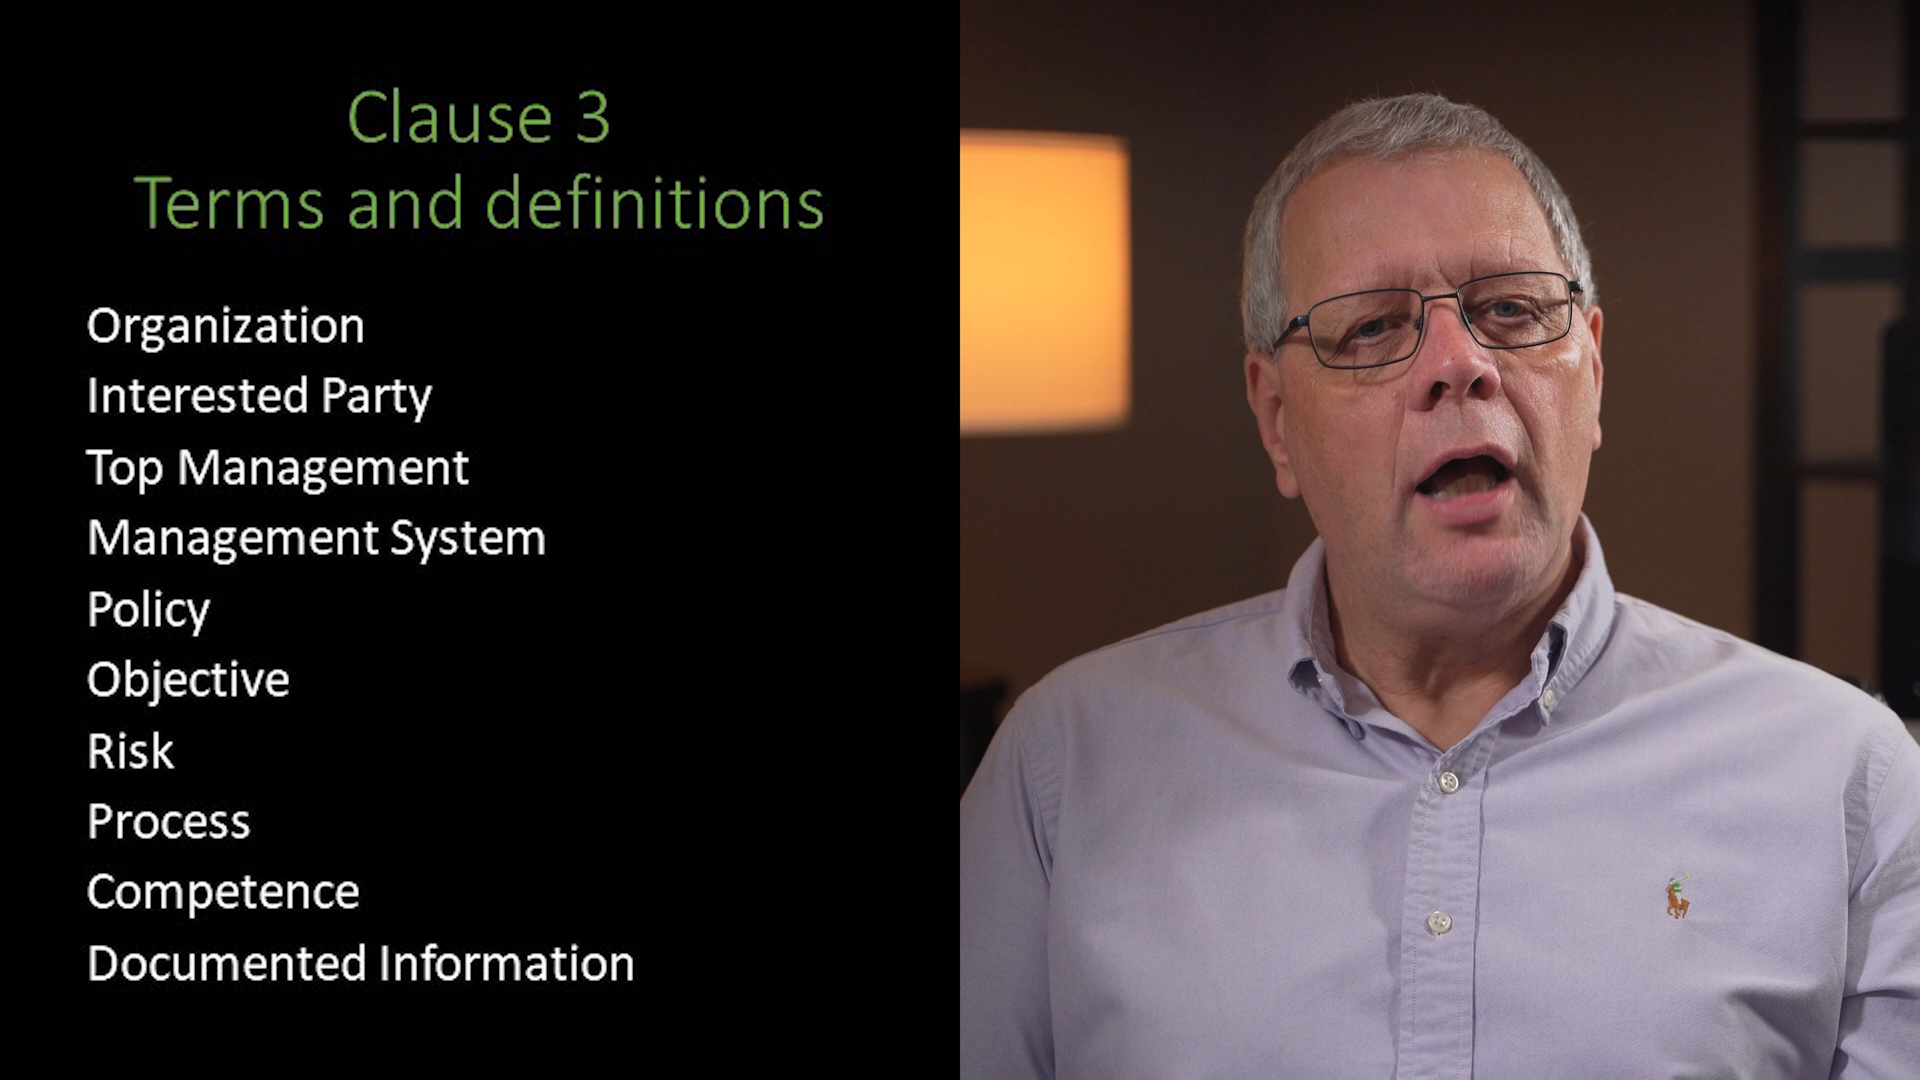 Clause 3
Terms and definitions
Organization
Interested Party
Top Management
Management System
Policy
Objective
Risk
Process
Competence
Documented Information